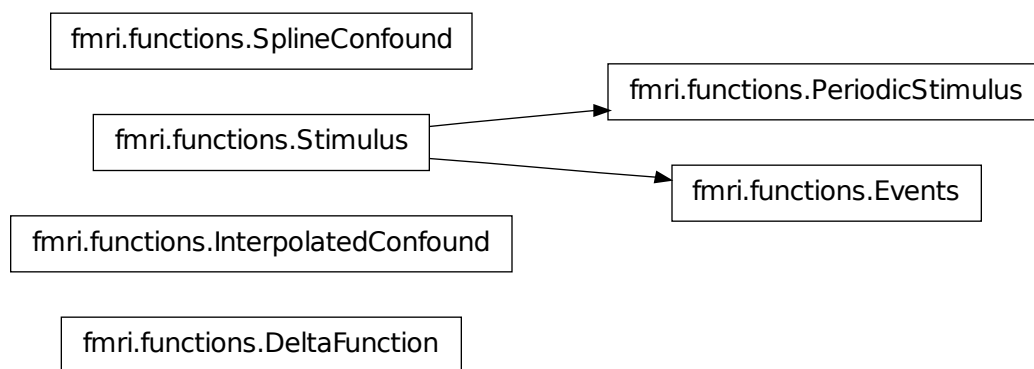 fmri.functions.SplineConfound
fmri.functions.PeriodicStimulus
fmri.functions.Stimulus
fmri.functions.Events
fmri.functions.InterpolatedConfound
fmri.functions.DeltaFunction